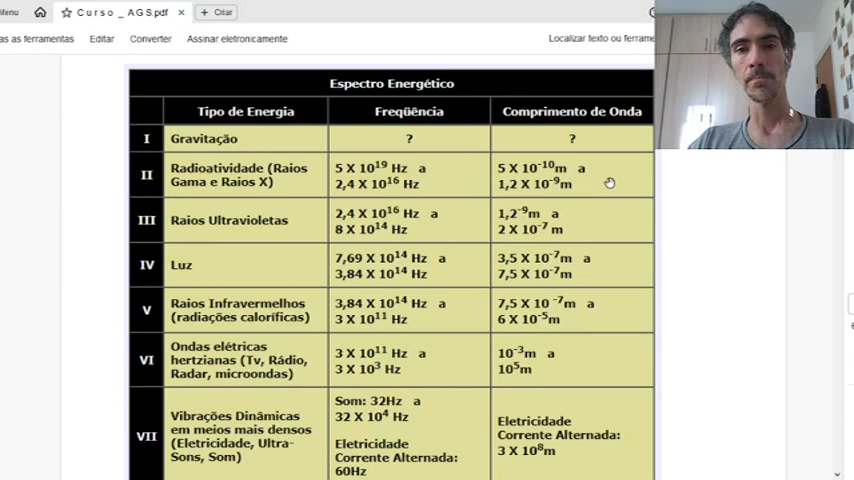 Menu
Curso _ AGS.pdf
× + Criar
as as ferramentas Editar Converter Assinar eletronicamente
Localizar texto ou ferrame
Espectro Energético
Tipo de Energia Freqüência Comprimento de Onda
I Gravitação ? ?
II Radioatividade (Raios
Gama e Raios X)
5 X 10¹⁹ Hz a
2,4 X 10¹⁶ Hz
5 X 10⁻¹⁰m a
1,2 X 10⁻⁹m
III Raios Ultravioletas
2,4 X 10¹⁶ Hz a
8 X 10¹⁴ Hz
1,2⁻⁹m a
2 X 10⁻⁷ m
IV Luz
7,69 X 10¹⁴ Hz a
3,84 X 10¹⁴ Hz
3,5 X 10⁻⁷m a
7,5 X 10⁻⁷m
V Raios Infravermelhos
(radiações caloríficas)
3,84 X 10¹⁴ Hz a
3 X 10¹¹ Hz
7,5 X 10 ⁻⁷m a
6 X 10⁻⁵m
VI Ondas elétricas
hertzianas (Tv, Rádio,
Radar, microondas)
3 X 10¹¹ Hz a
3 X 10³ Hz
10⁻³m a
10⁵m
VII Vibrações Dinâmicas
em meios mais densos
(Eletricidade, Ultra-
Sons, Som)
Som: 32Hz a
32 X 10⁴ Hz
Eletricidade
Corrente Alternada:
60Hz
Eletricidade
Corrente Alternada:
3 X 10⁸m